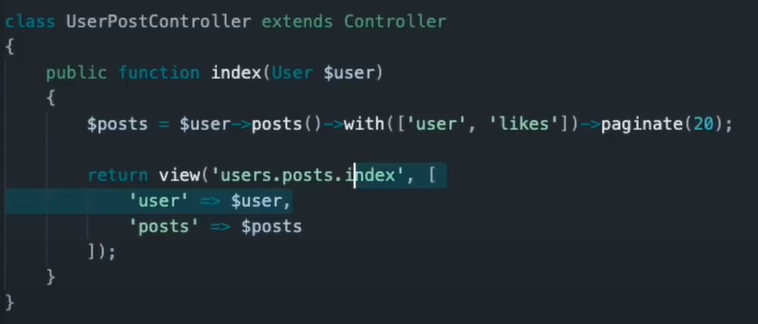 class UserPostController extends Controller
{
    public function index(User $user)
    {
        $posts = $user->posts()->with(['user', 'likes'])->paginate(20);

        return view('users.posts.index', [
            'user' => $user,
            'posts' => $posts
        ]);
    }
}